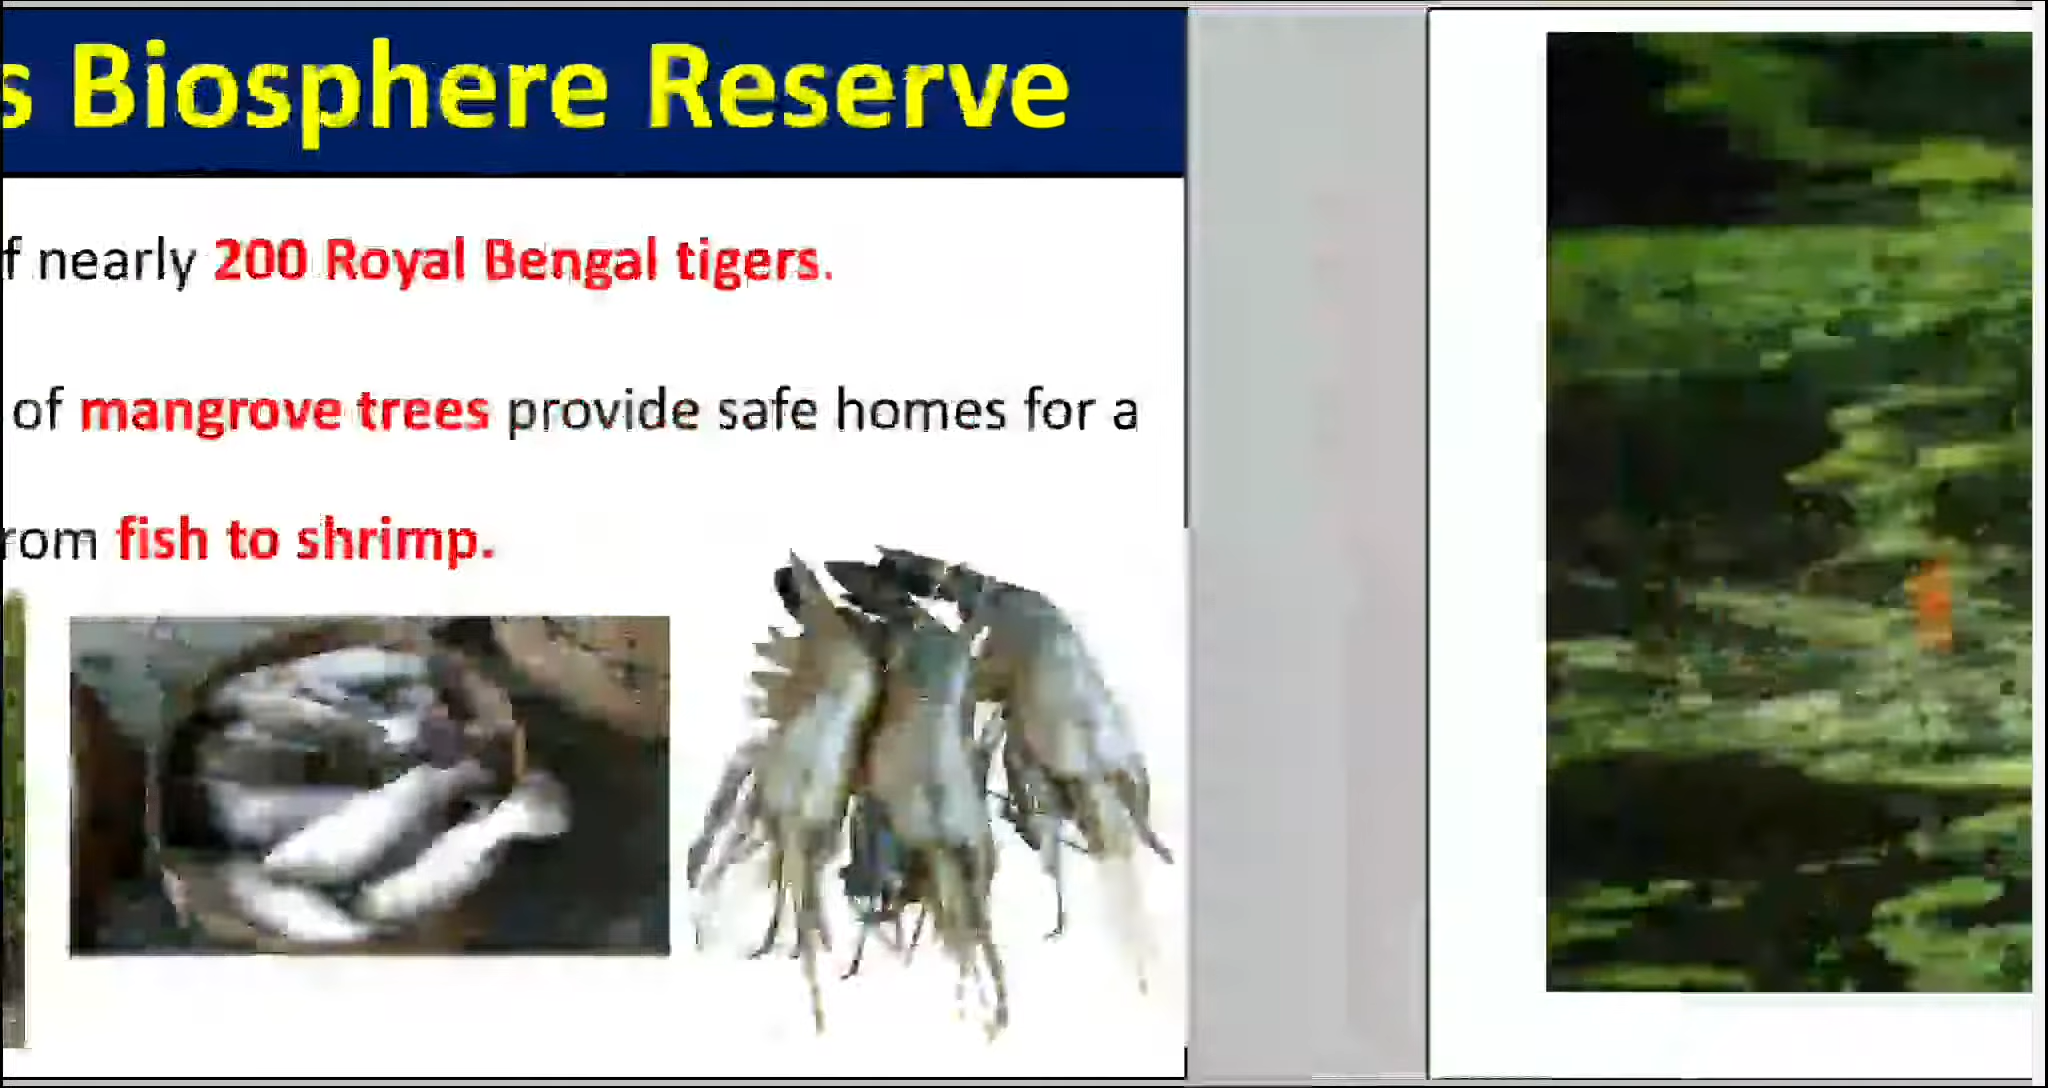 s Biosphere Reserve
f nearly 200 Royal Bengal tigers.
of mangrove trees provide safe homes for a
rom fish to shrimp.